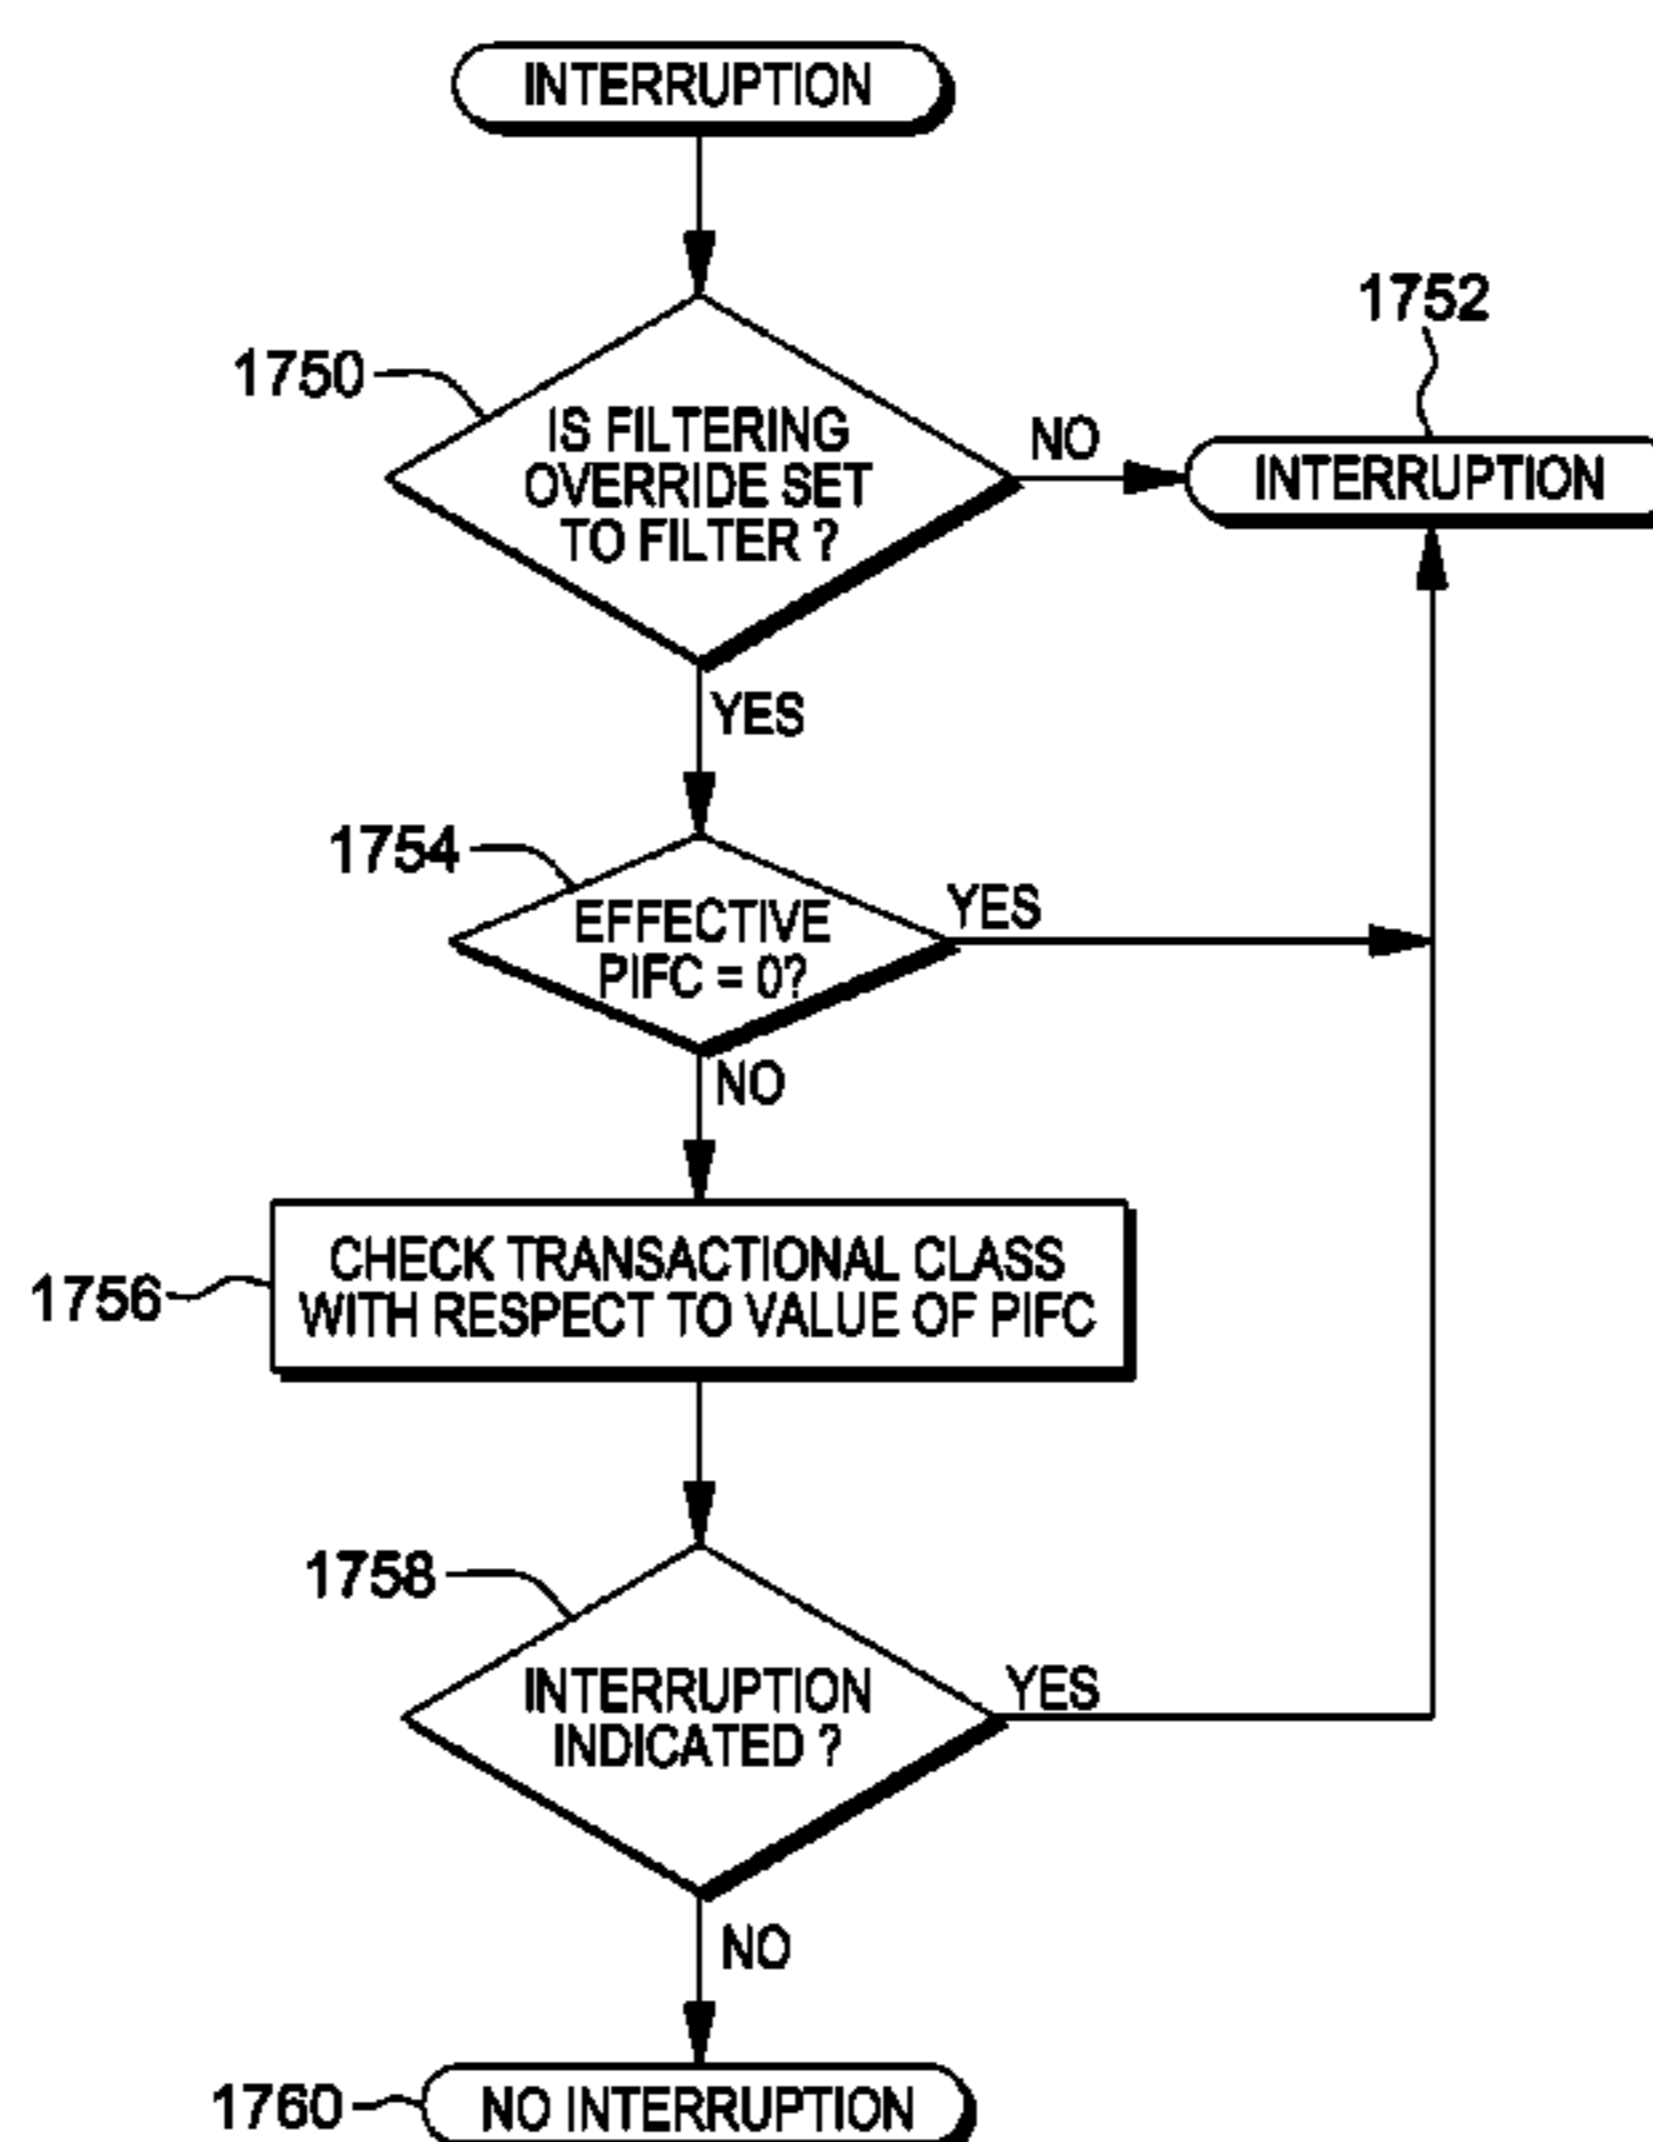 INTERRUPTION
1752
1750
IS FILTERING
OVERRIDE SET
TO FILTER ?
NO
INTERRUPTION
YES
1754
EFFECTIVE
PIFC = 0?
YES
NO
1756
CHECK TRANSACTIONAL CLASS
WITH RESPECT TO VALUE OF PIFC
1758
INTERRUPTION
INDICATED ?
YES
NO
1760
NO INTERRUPTION